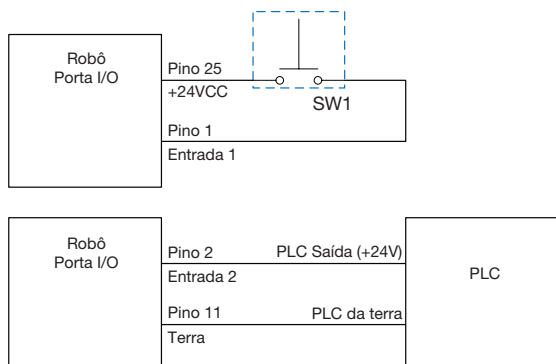 Robô
Porta I/O
Pino 25
+24VCC
SW1
Pino 1
Entrada 1
Robô
Porta I/O
Pino 2
PLC Saída (+24V)
Entrada 2
PLC
Pino 11
PLC da terra
Terra